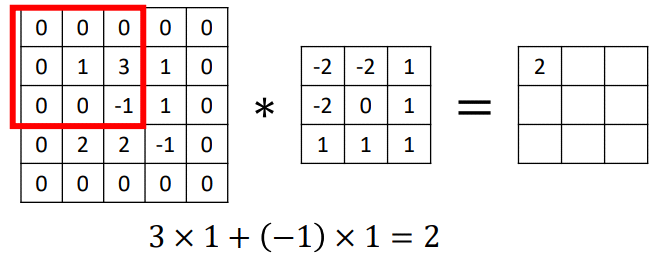 0 0 0 0 0
0 1 3 1 0 -2 -2 1 2
0 0 -1 1 0 * -2 0 1 =
0 2 2 -1 0 1 1 1
0 0 0 0 0
3 × 1 + (−1) × 1 = 2